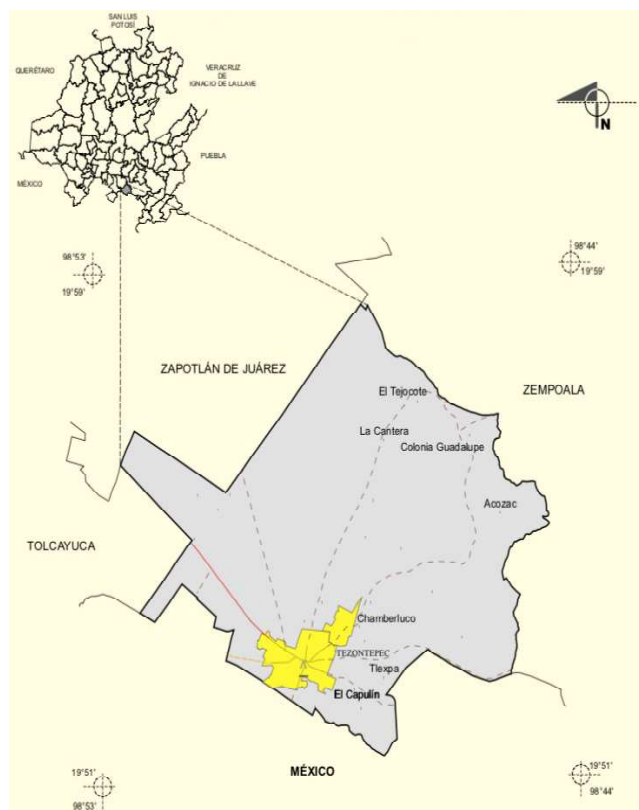 SAN LUIS
POTOSÍ
QUERÉTARO
VERACRUZ
DE
IGNACIO DE LA LLAVE
PUEBLA
MÉXICO
N
98°53'
19°59'
98°44'
19°59'
ZAPOTLÁN DE JUÁREZ
ZEMPOALA
El Tejocote
La Cantera
Colonia Guadalupe
Acozac
TOLCAYUCA
Chamberluco
TEZONTEPEC
Tlexpa
El Capulín
MÉXICO
19°51'
98°53'
19°51'
98°44'